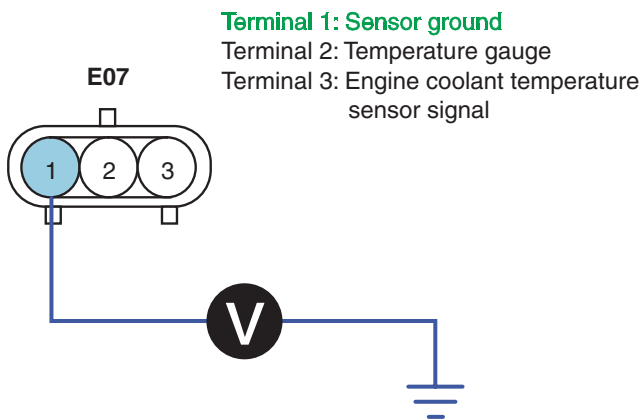 Terminal 1: Sensor ground
Terminal 2: Temperature gauge
Terminal 3: Engine coolant temperature
sensor signal
E07
1 2 3
V